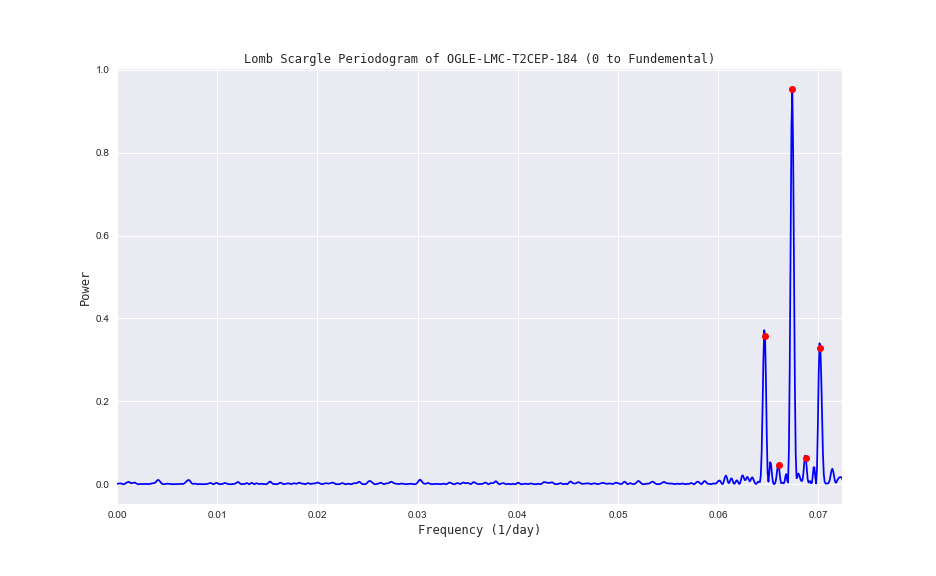 Lomb Scargle Periodogram of OGLE-LMC-T2CEP-184 (0 to Fundemental)
1.0
0.8
0.6
0.4
0.2
0.0
Power
0.00 0.01 0.02 0.03 0.04 0.05 0.06 0.07
Frequency (1/day)